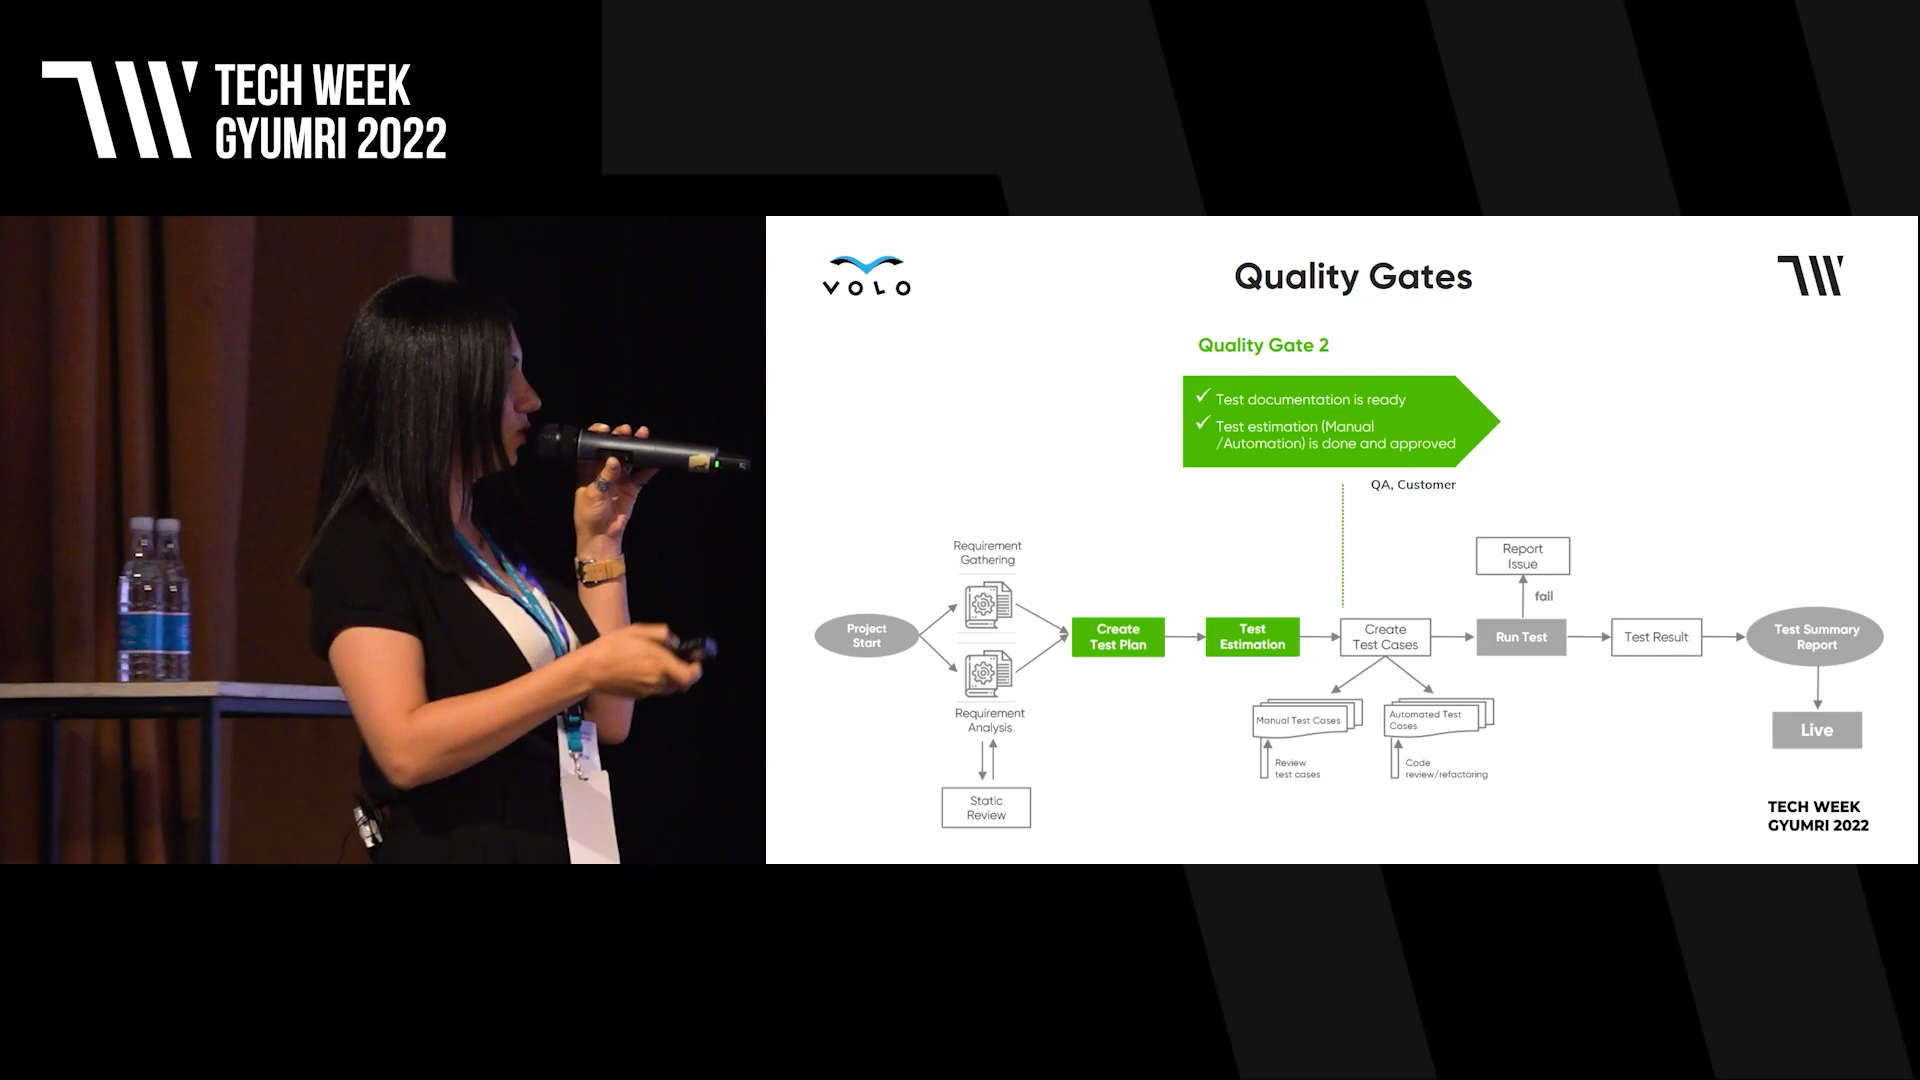 TECH WEEK
GYUMRI 2022
VOLO
Quality Gates
Quality Gate 2
Test documentation is ready
Test estimation (Manual
/Automation) is done and approved
QA, Customer
Requirement
Gathering
Report
Issue
fail
Project
Start
Create
Test Plan
Test
Estimation
Create
Test Cases
Run Test
Test Result
Test Summary
Report
Requirement
Analysis
Manual Test Cases
Automated Test
Cases
Live
Review
test cases
Code
review/refactoring
Static
Review
TECH WEEK
GYUMRI 2022